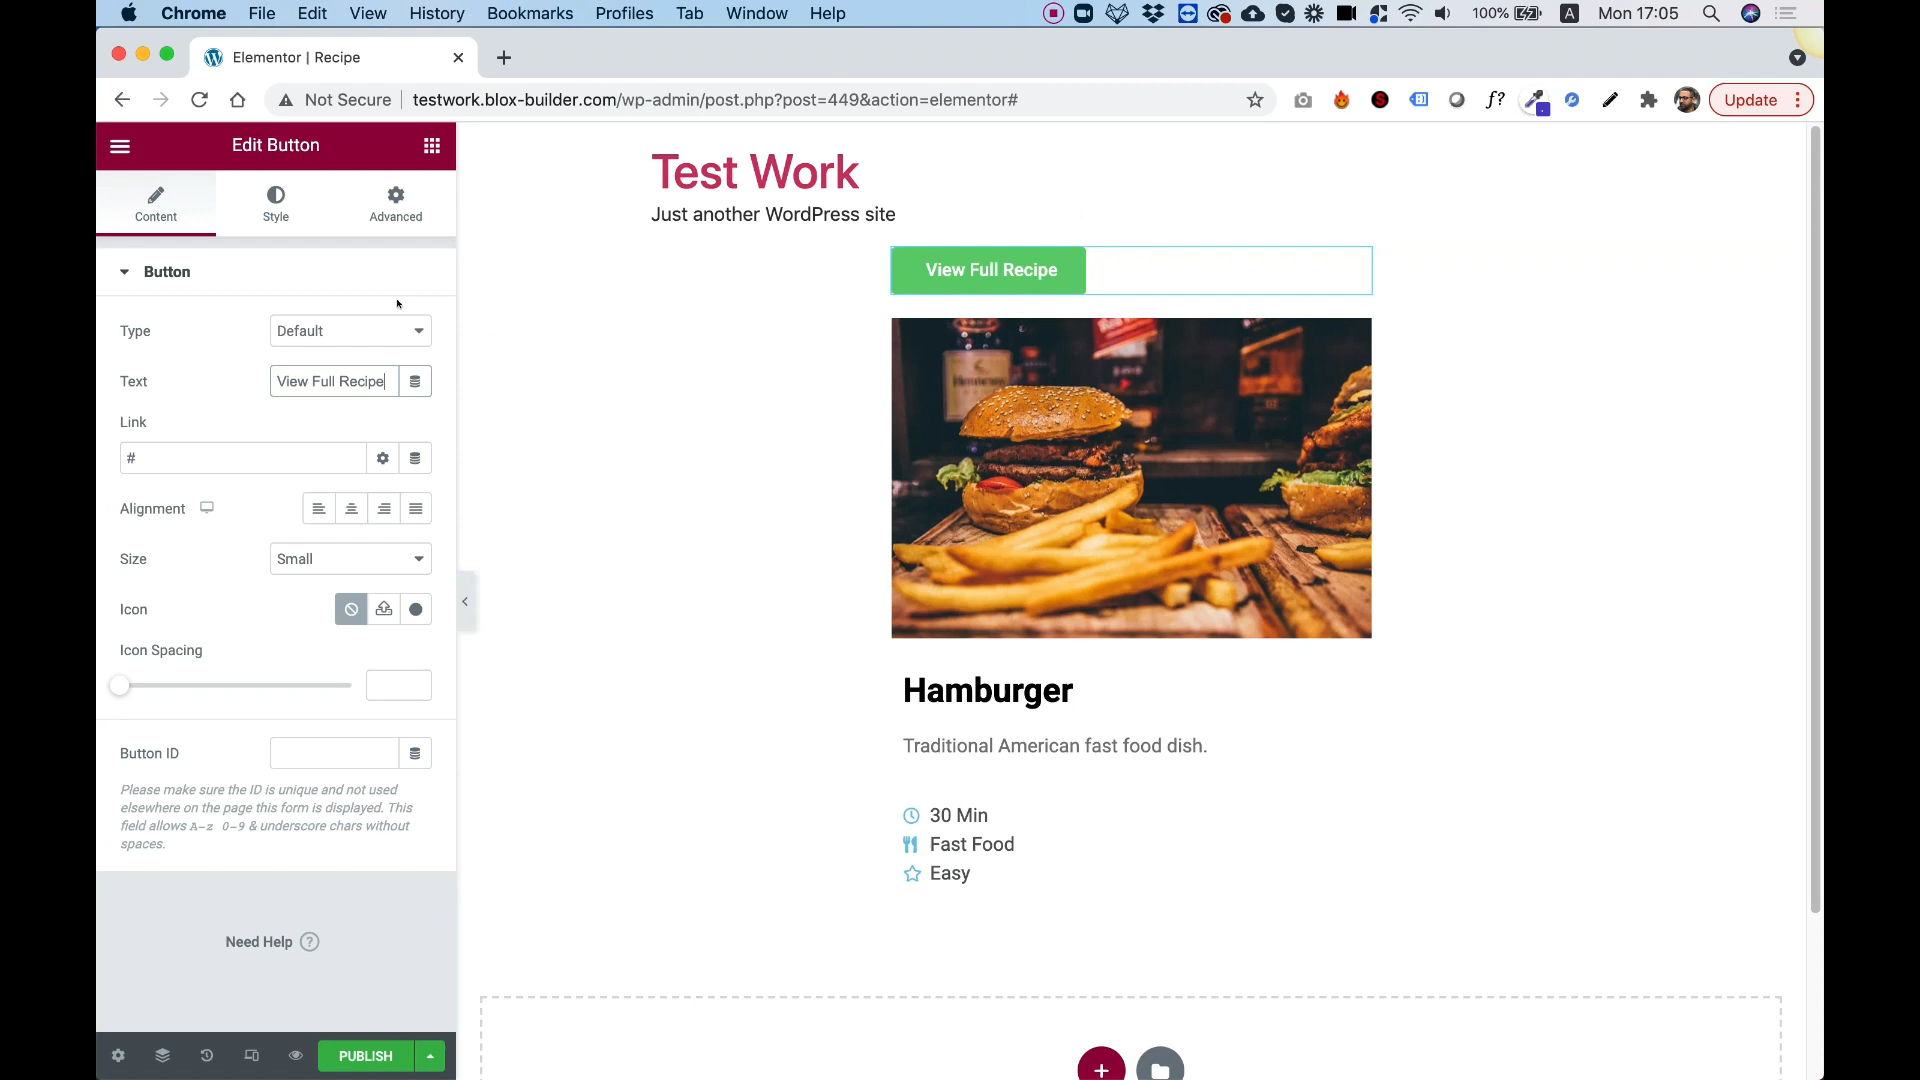 Chrome File Edit View History Bookmarks Profiles Tab Window Help 100% A Mon 17:05
Elementor | Recipe
Not Secure testwork.blox-builder.com/wp-admin/post.php?post=449&action=elementor# f? Update
Edit Button
Content Style Advanced
Button
Type Default
Text View Full Recipe
Link
#
Alignment
Size Small
Icon
Icon Spacing
Button ID
Please make sure the ID is unique and not used
elsewhere on the page this form is displayed. This
field allows A-z 0-9 & underscore chars without
spaces.
Need Help ?
PUBLISH
Test Work
Just another WordPress site
View Full Recipe
Hamburger
Traditional American fast food dish.
30 Min
Fast Food
Easy